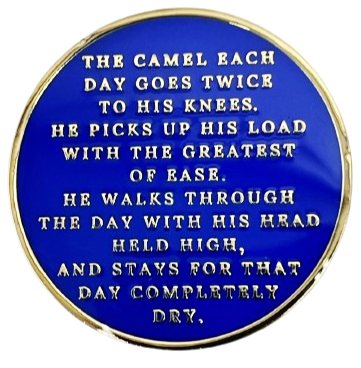 THE CAMEL EACH
DAY GOES TWICE
TO HIS KNEES.
HE PICKS UP HIS LOAD
WITH THE GREATEST
OF EASE.
HE WALKS THROUGH
THE DAY WITH HIS HEAD
HELD HIGH,
AND STAYS FOR THAT
DAY COMPLETELY
DRY.